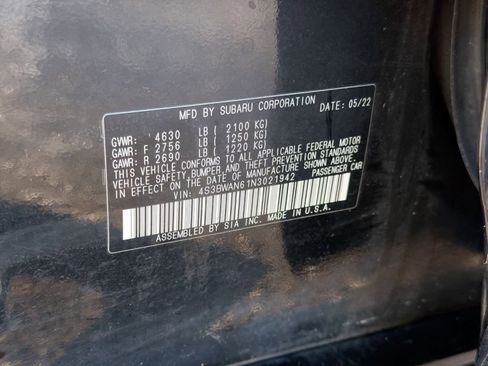 MFD BY SUBARU CORPORATION DATE: 05/22
GVWR: 4630 LB ( 2100 KG)
GAWR: F 2756 LB ( 1250 KG)
GAWR: R 2690 LB ( 1220 KG)
THIS VEHICLE CONFORMS TO ALL APPLICABLE FEDERAL MOTOR
VEHICLE SAFETY, BUMPER, AND THEFT PREVENTION STANDARDS
IN EFFECT ON THE DATE OF MANUFACTURE SHOWN ABOVE.
VIN: 4S3BWAN61N3021942 PASSENGER CAR
ASSEMBLED BY SIA INC. MADE IN U.S.A.